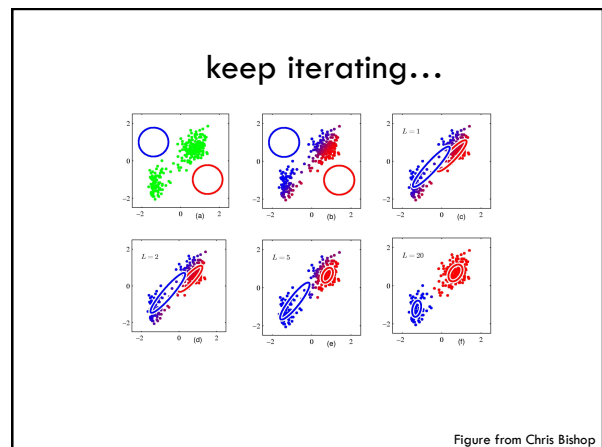 keep iterating...
2
0
−2
−2 0 (a) 2
2
0
−2
−2 0 (b) 2
2
L = 1
0
−2
−2 0 (c) 2
2
L = 2
0
−2
−2 0 (d) 2
2
L = 5
0
−2
−2 0 (e) 2
2
L = 20
0
−2
−2 0 (f) 2
Figure from Chris Bishop